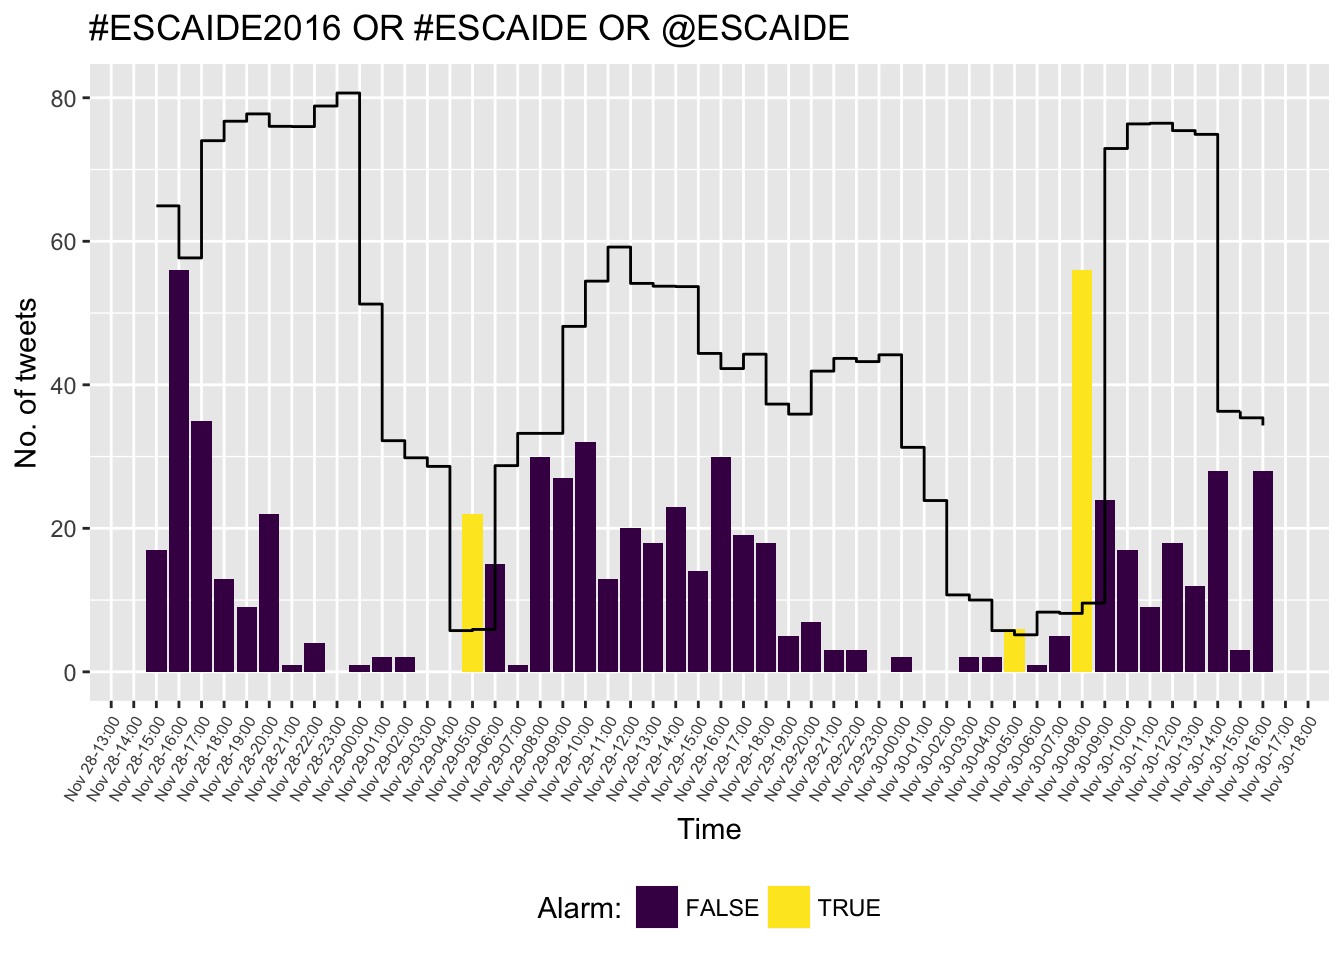 #ESCAIDE2016 OR #ESCAIDE OR @ESCAIDE
80
60
40
20
0
No. of tweets
Nov 28-13:00
Nov 28-14:00
Nov 28-15:00
Nov 28-16:00
Nov 28-17:00
Nov 28-18:00
Nov 28-19:00
Nov 28-20:00
Nov 28-21:00
Nov 28-22:00
Nov 28-23:00
Nov 29-00:00
Nov 29-01:00
Nov 29-02:00
Nov 29-03:00
Nov 29-04:00
Nov 29-05:00
Nov 29-06:00
Nov 29-07:00
Nov 29-08:00
Nov 29-09:00
Nov 29-10:00
Nov 29-11:00
Nov 29-12:00
Nov 29-13:00
Nov 29-14:00
Nov 29-15:00
Nov 29-16:00
Nov 29-17:00
Nov 29-18:00
Nov 29-19:00
Nov 29-20:00
Nov 29-21:00
Nov 29-22:00
Nov 29-23:00
Nov 30-00:00
Nov 30-01:00
Nov 30-02:00
Nov 30-03:00
Nov 30-04:00
Nov 30-05:00
Nov 30-06:00
Nov 30-07:00
Nov 30-08:00
Nov 30-09:00
Nov 30-10:00
Nov 30-11:00
Nov 30-12:00
Nov 30-13:00
Nov 30-14:00
Nov 30-15:00
Nov 30-16:00
Nov 30-17:00
Nov 30-18:00
Time
Alarm: FALSE TRUE